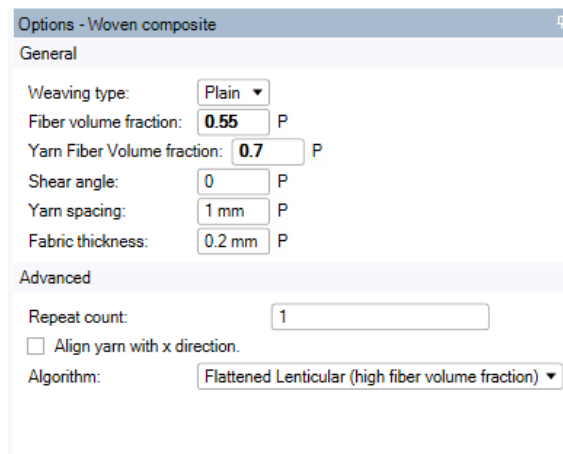 Options - Woven composite
General
Weaving type: Plain
Fiber volume fraction: 0.55 P
Yarn Fiber Volume fraction: 0.7 P
Shear angle: 0 P
Yarn spacing: 1 mm P
Fabric thickness: 0.2 mm P
Advanced
Repeat count: 1
Align yarn with x direction.
Algorithm: Flattened Lenticular (high fiber volume fraction)